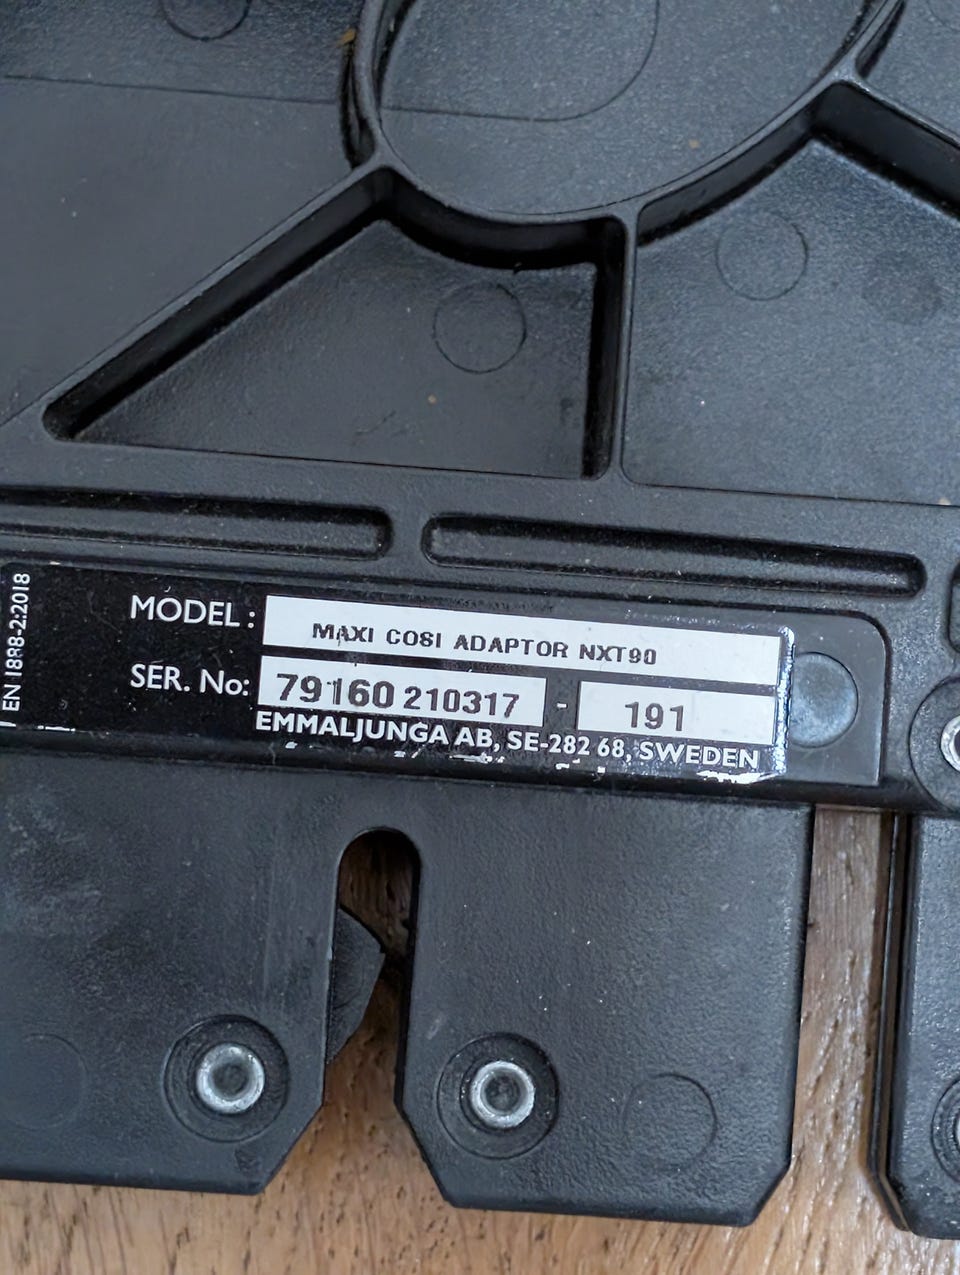 EN 1888-2:2018
MODEL : MAXI COSI ADAPTOR NXT90
SER. No: 79160 210317 - 191
EMMALJUNGA AB, SE-282 68, SWEDEN